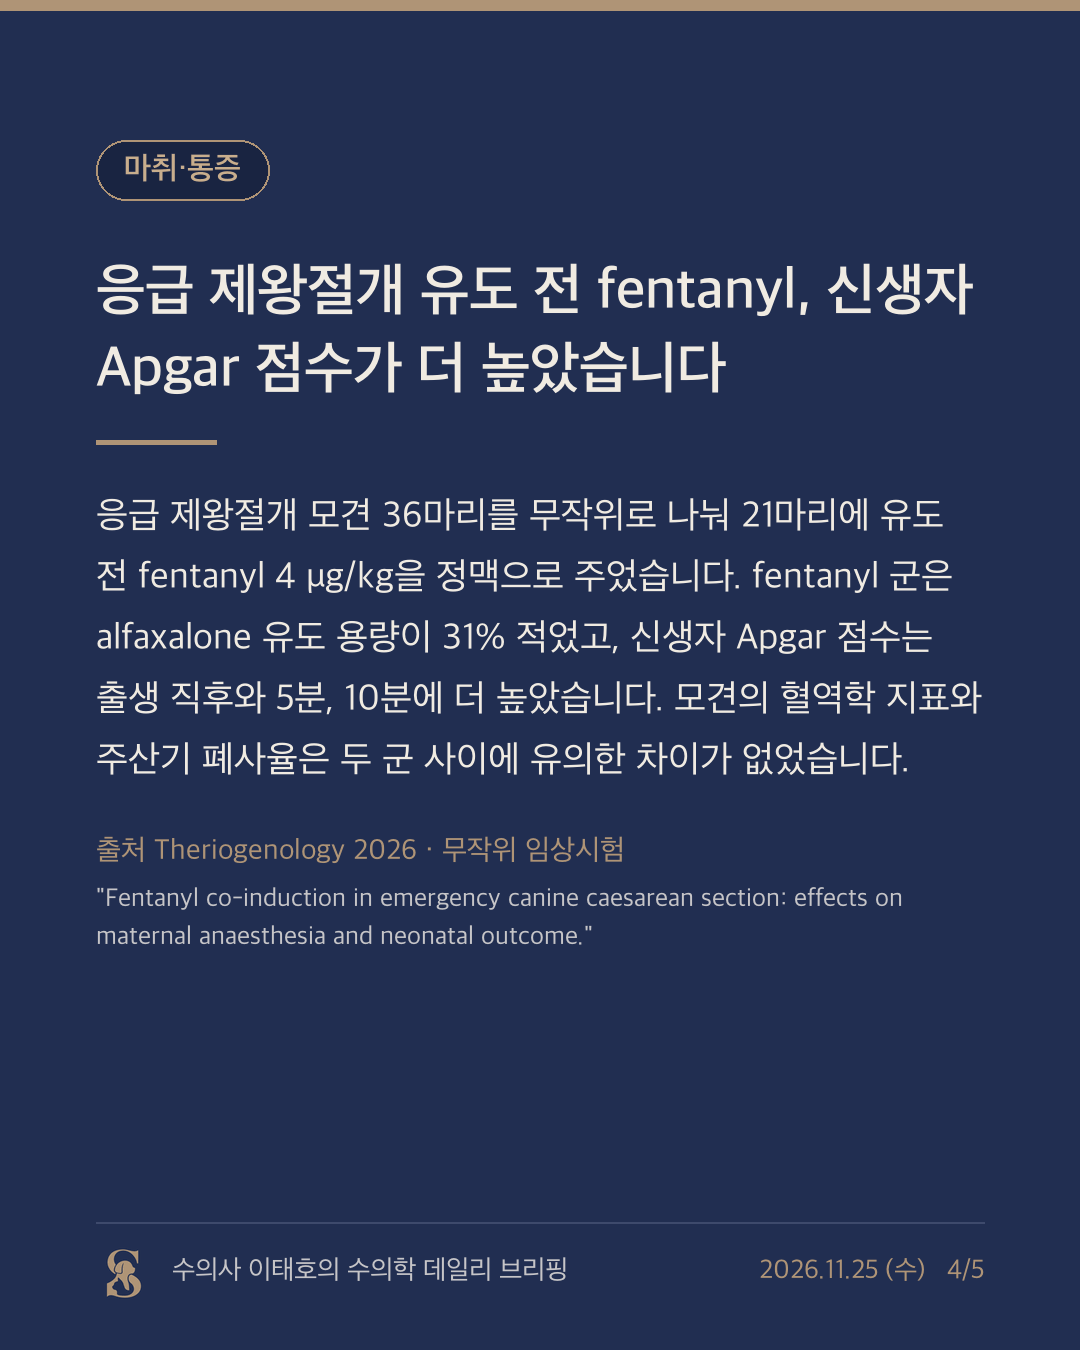 마취·통증
응급 제왕절개 유도 전 fentanyl, 신생자
Apgar 점수가 더 높았습니다
응급 제왕절개 모견 36마리를 무작위로 나눠 21마리에 유도
전 fentanyl 4 µg/kg을 정맥으로 주었습니다. fentanyl 군은
alfaxalone 유도 용량이 31% 적었고, 신생자 Apgar 점수는
출생 직후와 5분, 10분에 더 높았습니다. 모견의 혈역학 지표와
주산기 폐사율은 두 군 사이에 유의한 차이가 없었습니다.
출처 Theriogenology 2026 · 무작위 임상시험
"Fentanyl co-induction in emergency canine caesarean section: effects on
maternal anaesthesia and neonatal outcome."
수의사 이태호의 수의학 데일리 브리핑
2026.11.25 (수) 4/5